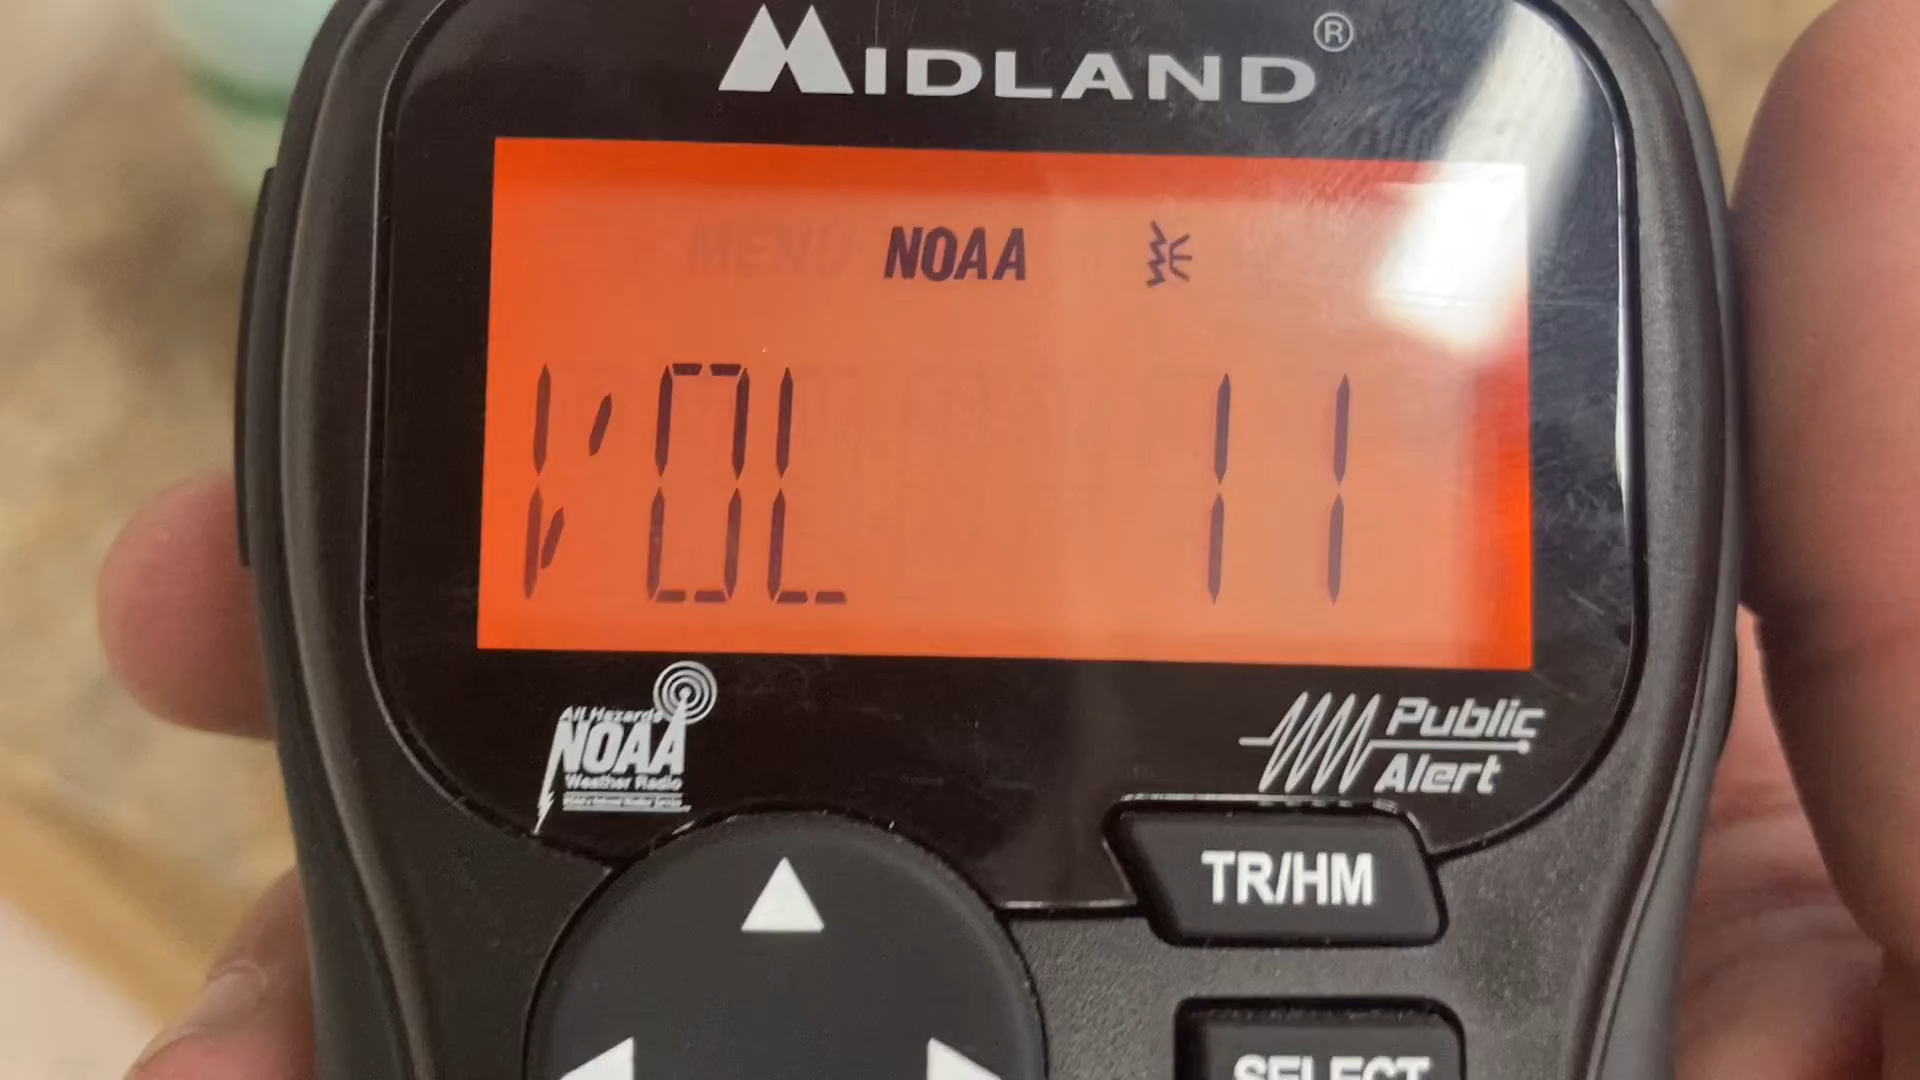 MIDLAND®
MENU NOAA
VOL 11
All Hazards
NOAA
Weather Radio
Public
Alert
TR/HM
SELECT